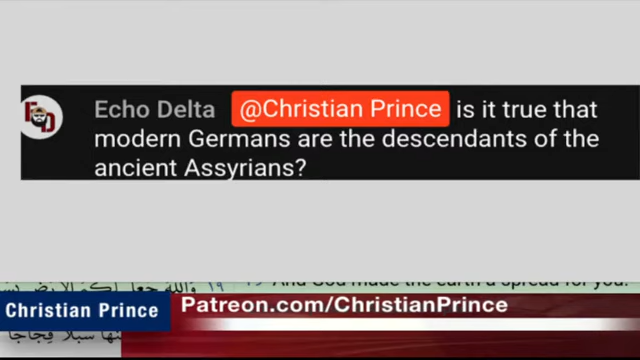 Echo Delta @Christian Prince is it true that
modern Germans are the descendants of the
ancient Assyrians?
And God made the earth a spread for you.
Christian Prince
Patreon.com/ChristianPrince